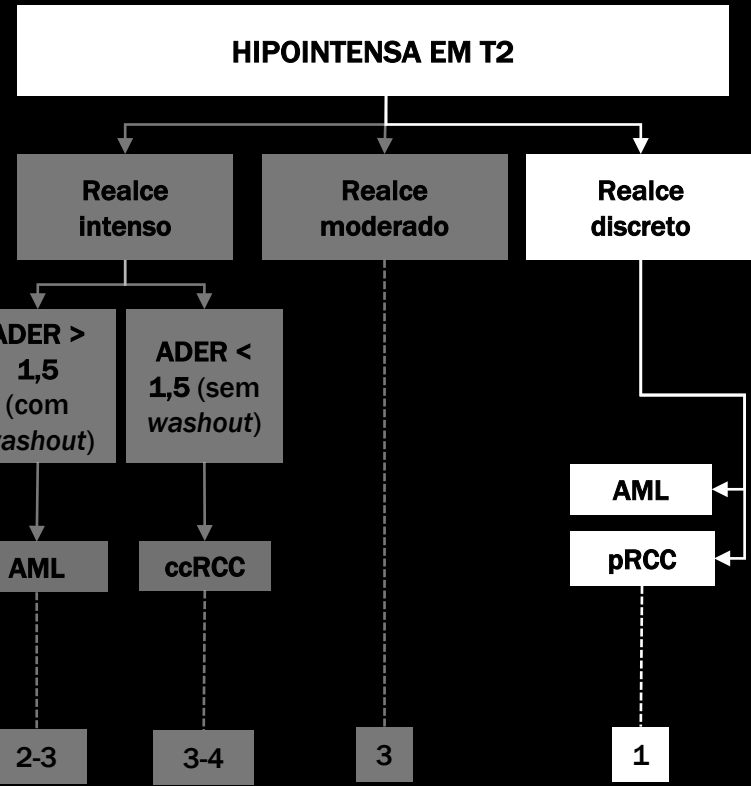 HIPOINTENSA EM T2
Realce
intenso
Realce
moderado
Realce
discreto
ADER >
1,5
(com
washout)
ADER <
1,5 (sem
washout)
AML
ccRCC
AML
pRCC
2-3
3-4
3
1